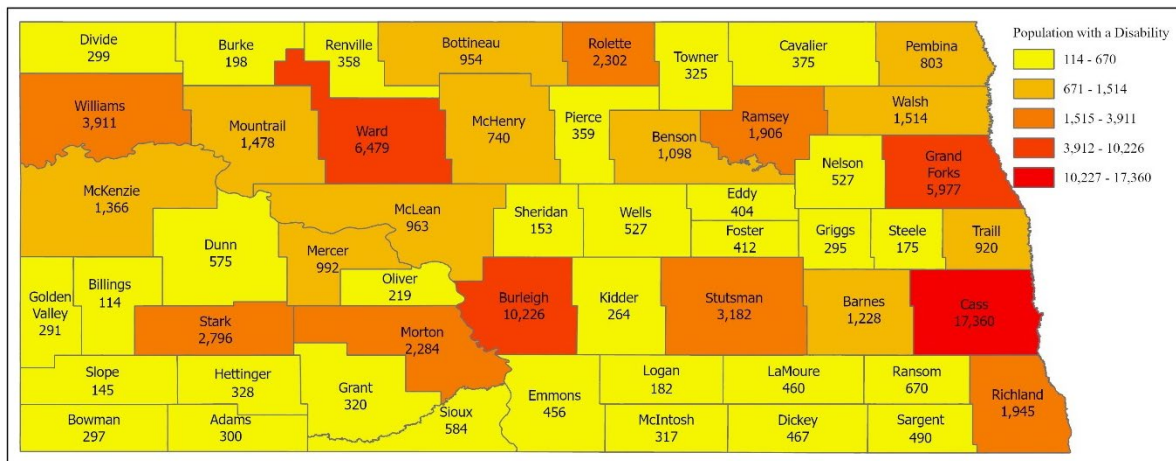 Divide
299
Burke
198
Renville
358
Bottineau
954
Rolette
2,302
Towner
325
Cavalier
375
Pembina
803
Williams
3,911
Mountrail
1,478
Ward
6,479
McHenry
740
Pierce
359
Benson
1,098
Ramsey
1,906
Walsh
1,514
Nelson
527
Grand
Forks
5,977
McKenzie
1,366
Dunn
575
McLean
963
Mercer
992
Oliver
219
Sheridan
153
Wells
527
Eddy
404
Foster
412
Griggs
295
Steele
175
Traill
920
Golden
Valley
291
Billings
114
Stark
2,796
Morton
2,284
Burleigh
10,226
Kidder
264
Stutsman
3,182
Barnes
1,228
Cass
17,360
Slope
145
Hettinger
328
Grant
320
Sioux
584
Emmons
456
Logan
182
LaMoure
460
Ransom
670
Richland
1,945
Bowman
297
Adams
300
McIntosh
317
Dickey
467
Sargent
490
Population with a Disability
114 - 670
671 - 1,514
1,515 - 3,911
3,912 - 10,226
10,227 - 17,360